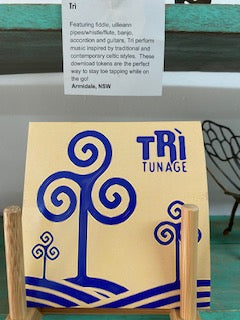 Trì
Featuring fiddle, uilleann
pipes/whistle/flute, banjo,
accordion and guitars, Trì perform
music inspired by traditional and
contemporary celtic styles. These
download tokens are the perfect
way to stay toe tapping while on
the go!
Armidale, NSW
TRÌ
TUNAGE